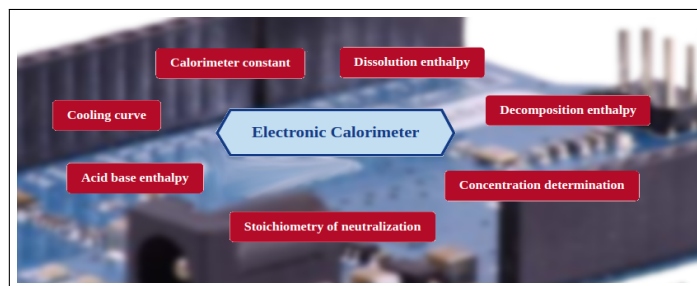 Calorimeter constant
Dissolution enthalpy
Cooling curve
Decomposition enthalpy
Electronic Calorimeter
Acid base enthalpy
Concentration determination
Stoichiometry of neutralization